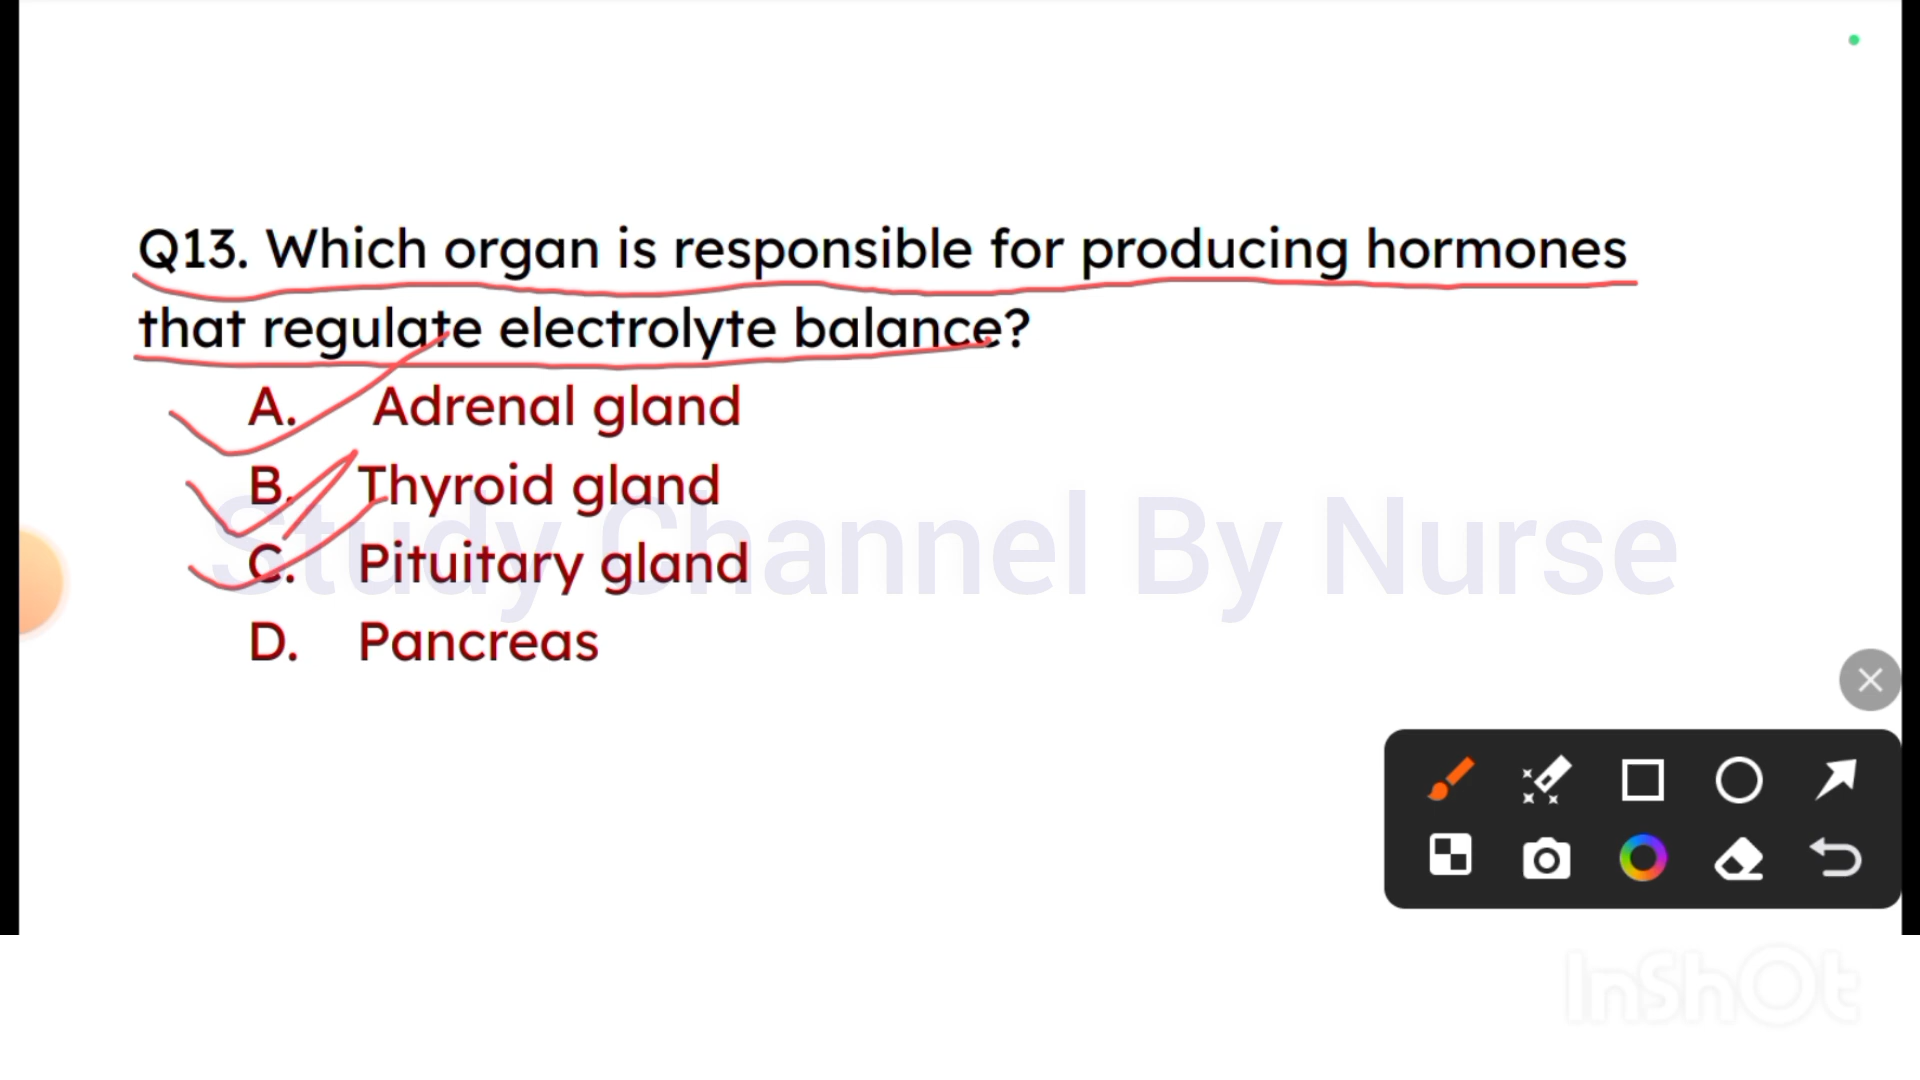 Q13. Which organ is responsible for producing hormones
that regulate electrolyte balance?
A. Adrenal gland
B. Thyroid gland
Study Channel By Nurse
C. Pituitary gland
D. Pancreas
InShOt